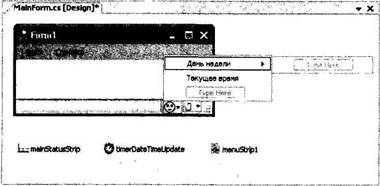 MainForm.cs [Design]*
Form1
День недели
Текущее время
Type Here
mainStatusStrip
timerDateTimeUpdate
menuStrip1